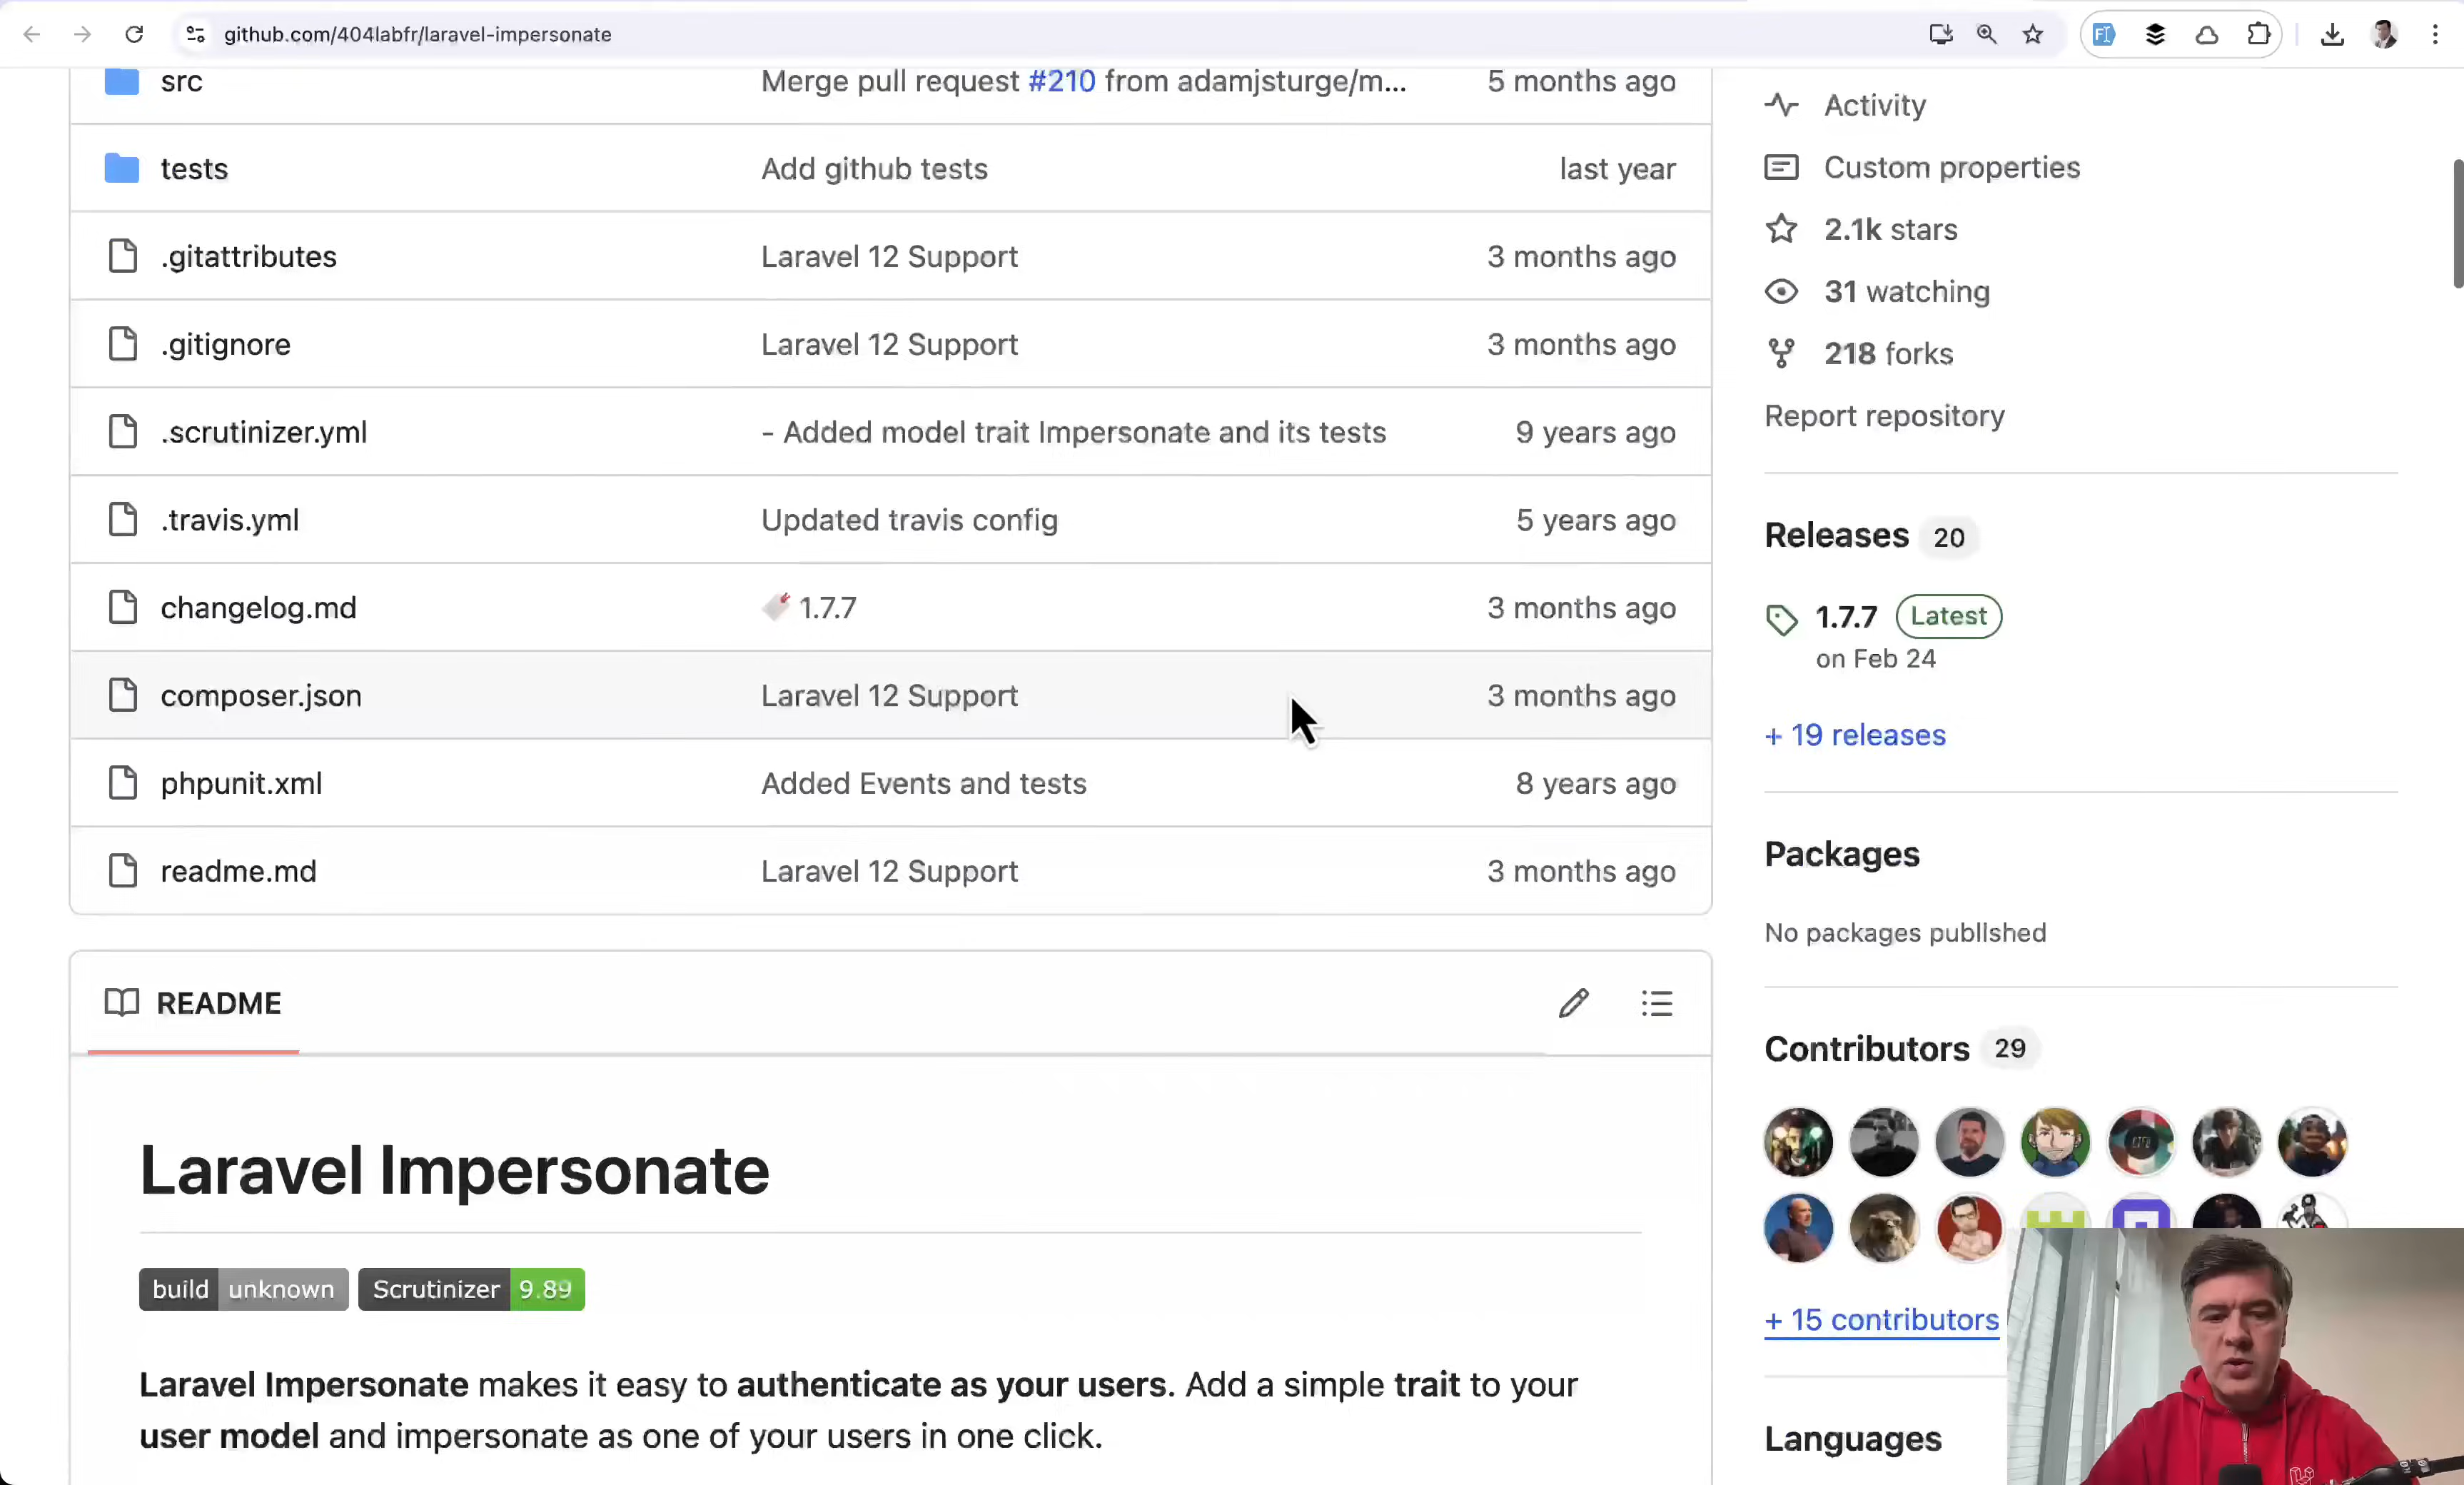 github.com/404labfr/laravel-impersonate
src Merge pull request #210 from adamjsturge/m... 5 months ago
tests Add github tests last year
.gitattributes Laravel 12 Support 3 months ago
.gitignore Laravel 12 Support 3 months ago
.scrutinizer.yml - Added model trait Impersonate and its tests 9 years ago
.travis.yml Updated travis config 5 years ago
changelog.md 1.7.7 3 months ago
composer.json Laravel 12 Support 3 months ago
phpunit.xml Added Events and tests 8 years ago
readme.md Laravel 12 Support 3 months ago
README
Laravel Impersonate
build unknown Scrutinizer 9.89
Laravel Impersonate makes it easy to authenticate as your users. Add a simple trait to your
user model and impersonate as one of your users in one click.
Activity
Custom properties
2.1k stars
31 watching
218 forks
Report repository
Releases 20
1.7.7 Latest
on Feb 24
+ 19 releases
Packages
No packages published
Contributors 29
+ 15 contributors
Languages